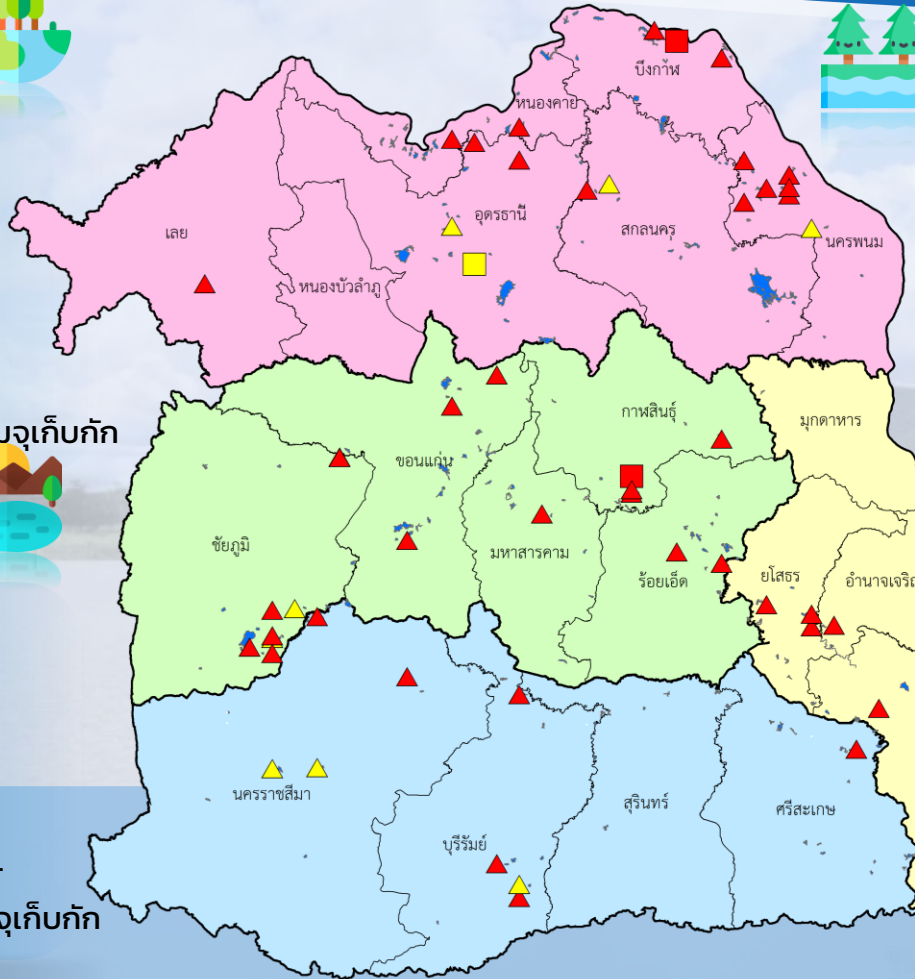 บึงกาฬ
หนองคาย
อุดรธานี
เลย
สกลนคร
นครพนม
หนองบัวลำภู
กาฬสินธุ์
มุกดาหาร
จุเก็บกัก
ขอนแก่น
ชัยภูมิ
มหาสารคาม
ร้อยเอ็ด
ยโสธร
อำนาจเจริญ
นครราชสีมา
สุรินทร์
ศรีสะเกษ
บุรีรัมย์
จุเก็บกัก